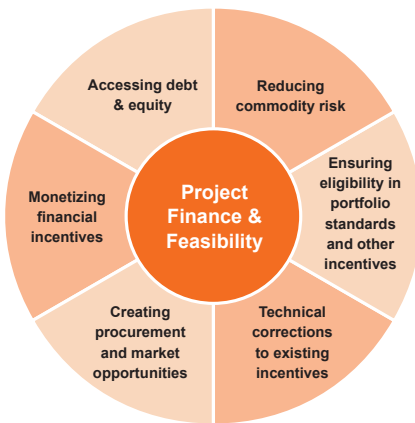 Project
Finance &
Feasibility
Accessing debt
& equity
Reducing
commodity risk
Ensuring
eligibility in
portfolio
standards
and other
incentives
Technical
corrections
to existing
incentives
Creating
procurement
and market
opportunities
Monetizing
financial
incentives